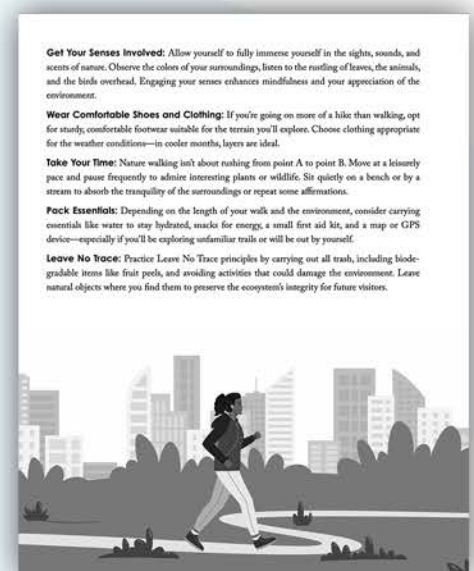 Get Your Senses Involved: Allow yourself to fully immerse yourself in the sights, sounds, and
scents of nature. Observe the colors of your surroundings, listen to the rustling of leaves, the animals,
and the birds overhead. Engaging your senses enhances mindfulness and your appreciation of the
environment.
Wear Comfortable Shoes and Clothing: If you're going on more of a hike than walking, opt
for sturdy, comfortable footwear suitable for the terrain you'll explore. Choose clothing appropriate
for the weather conditions—in cooler months, layers are ideal.
Take Your Time: Nature walking isn't about rushing from point A to point B. Move at a leisurely
pace and pause frequently to admire interesting plants or wildlife. Sit quietly on a bench or by a
stream to absorb the tranquility of the surroundings or repeat some affirmations.
Pack Essentials: Depending on the length of your walk and the environment, consider carrying
essentials like water to stay hydrated, snacks for energy, a small first aid kit, and a map or GPS
device—especially if you'll be exploring unfamiliar trails or will be out by yourself.
Leave No Trace: Practice Leave No Trace principles by carrying out all trash, including biode-
gradable items like fruit peels, and avoiding activities that could damage the environment. Leave
natural objects where you find them to preserve the ecosystem's integrity for future visitors.